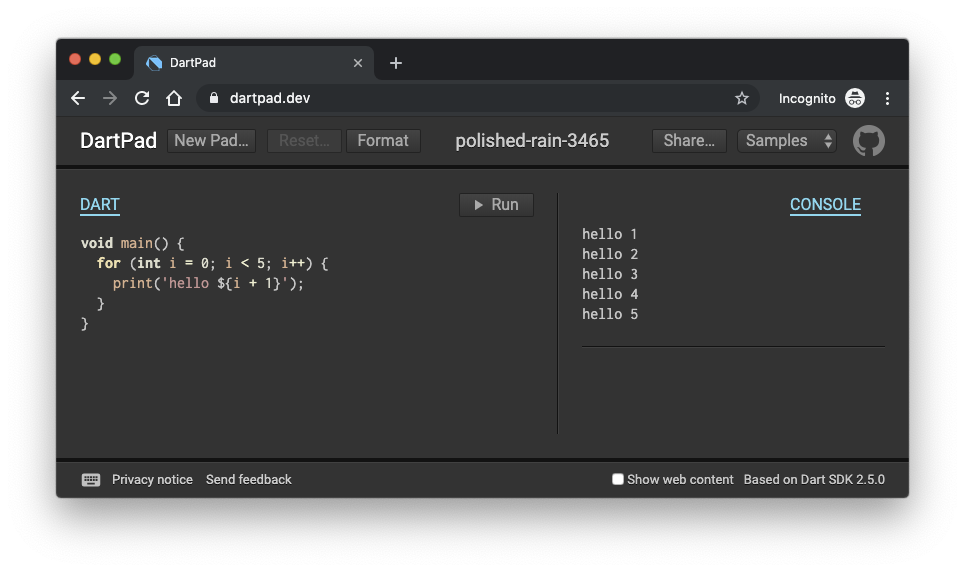 DartPad
dartpad.dev Incognito
DartPad New Pad... Reset... Format polished-rain-3465 Share... Samples
DART Run CONSOLE
void main() {
  for (int i = 0; i < 5; i++) {
    print('hello ${i + 1}');
  }
}
hello 1
hello 2
hello 3
hello 4
hello 5
Privacy notice Send feedback Show web content Based on Dart SDK 2.5.0